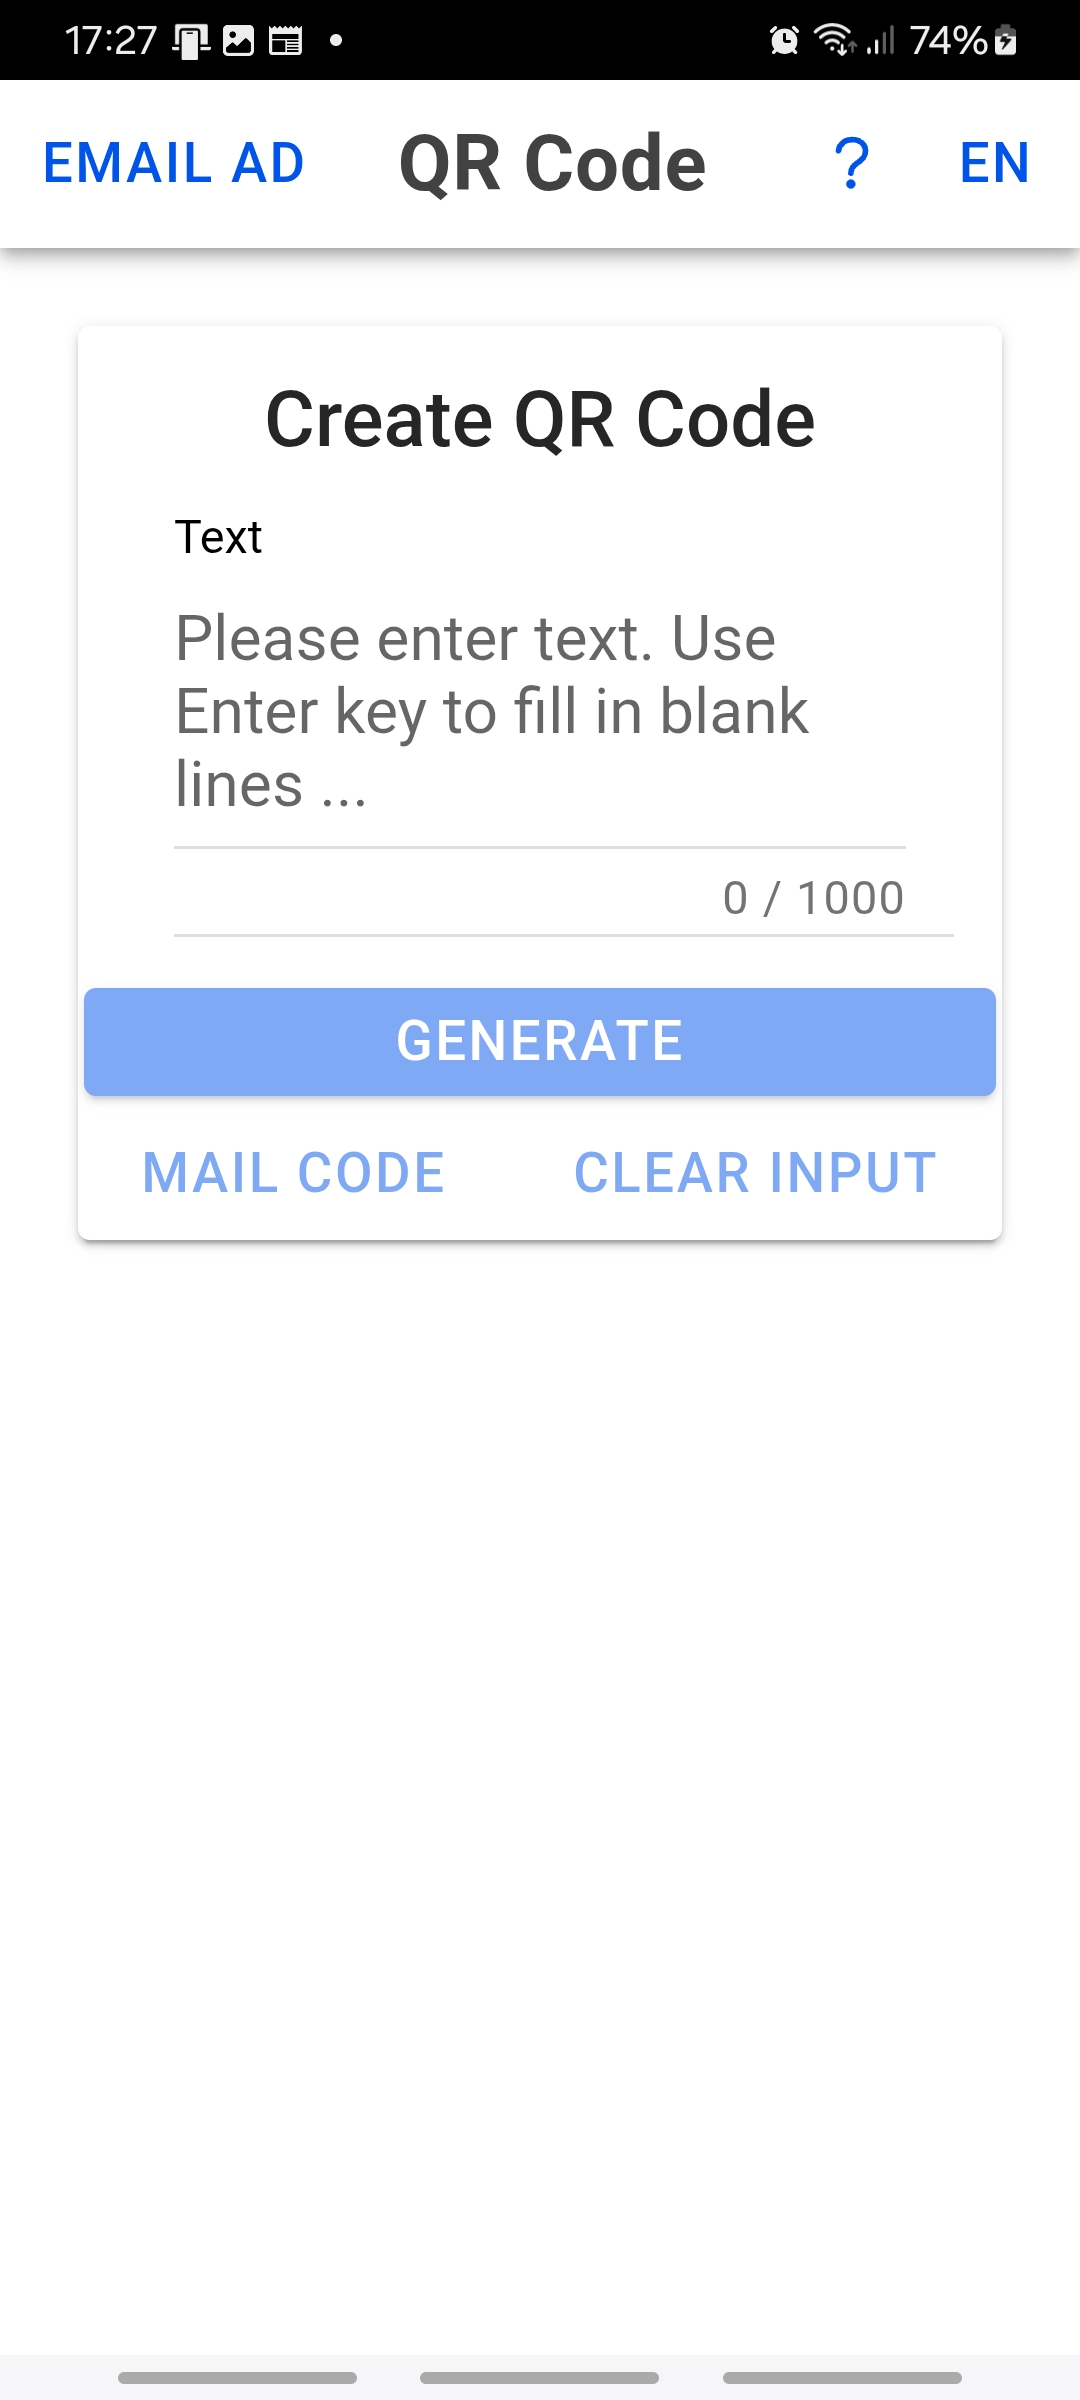 17:27 74%
EMAIL AD QR Code ? EN
Create QR Code
Text
Please enter text. Use
Enter key to fill in blank
lines ...
0 / 1000
GENERATE
MAIL CODE CLEAR INPUT